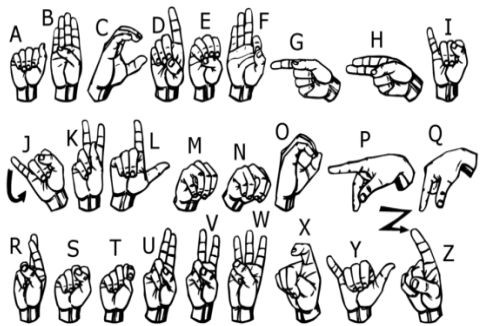 A B C D E F G H I
J K L M N O P Q
R S T U V W X Y Z